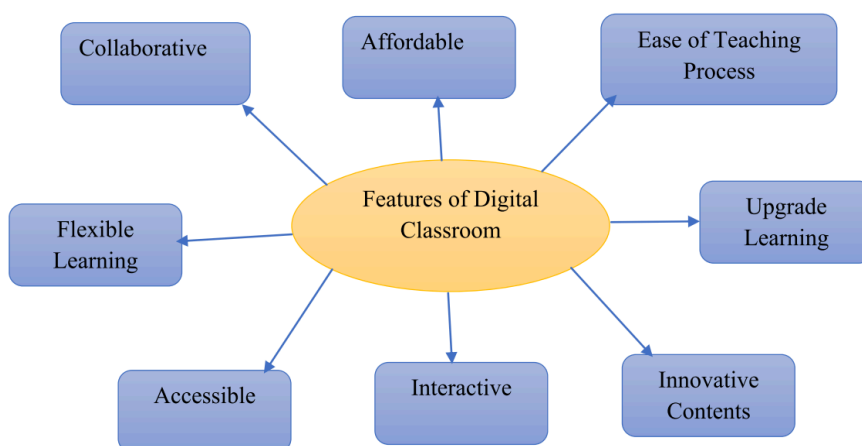 Collaborative
Affordable
Ease of Teaching
Process
Features of Digital
Classroom
Flexible
Learning
Upgrade
Learning
Accessible
Interactive
Innovative
Contents